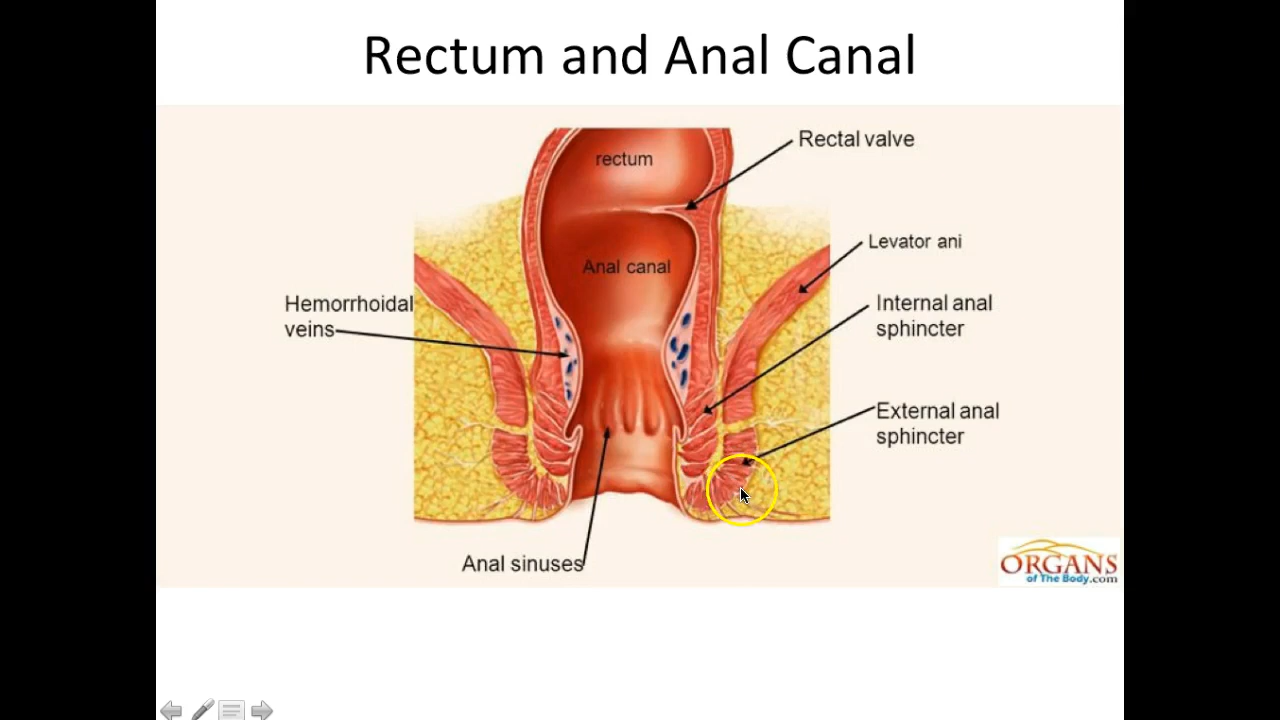 Rectum and Anal Canal
rectum
Rectal valve
Levator ani
Anal canal
Hemorrhoidal
veins
Internal anal
sphincter
External anal
sphincter
Anal sinuses
ORGANS
of The Body.com